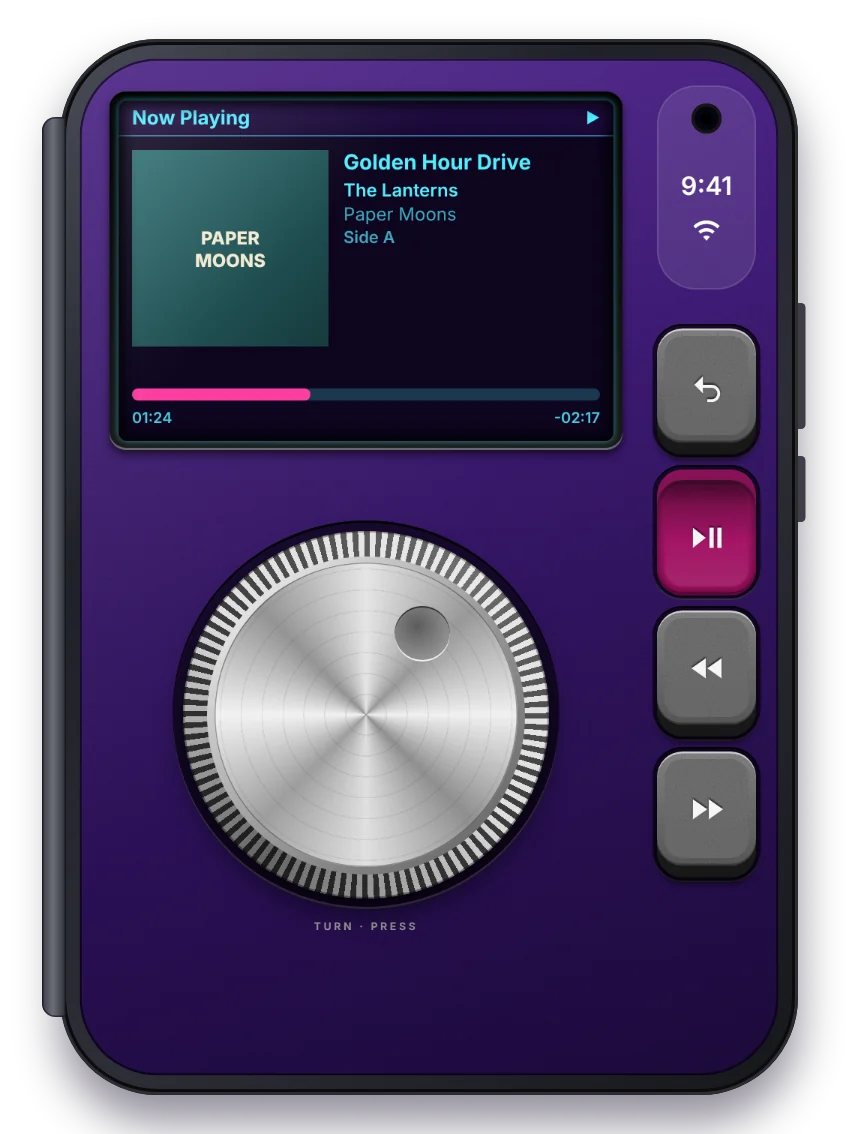 Now Playing
9:41
Golden Hour Drive
The Lanterns
Paper Moons
Side A
PAPER
MOONS
01:24
-02:17
TURN · PRESS